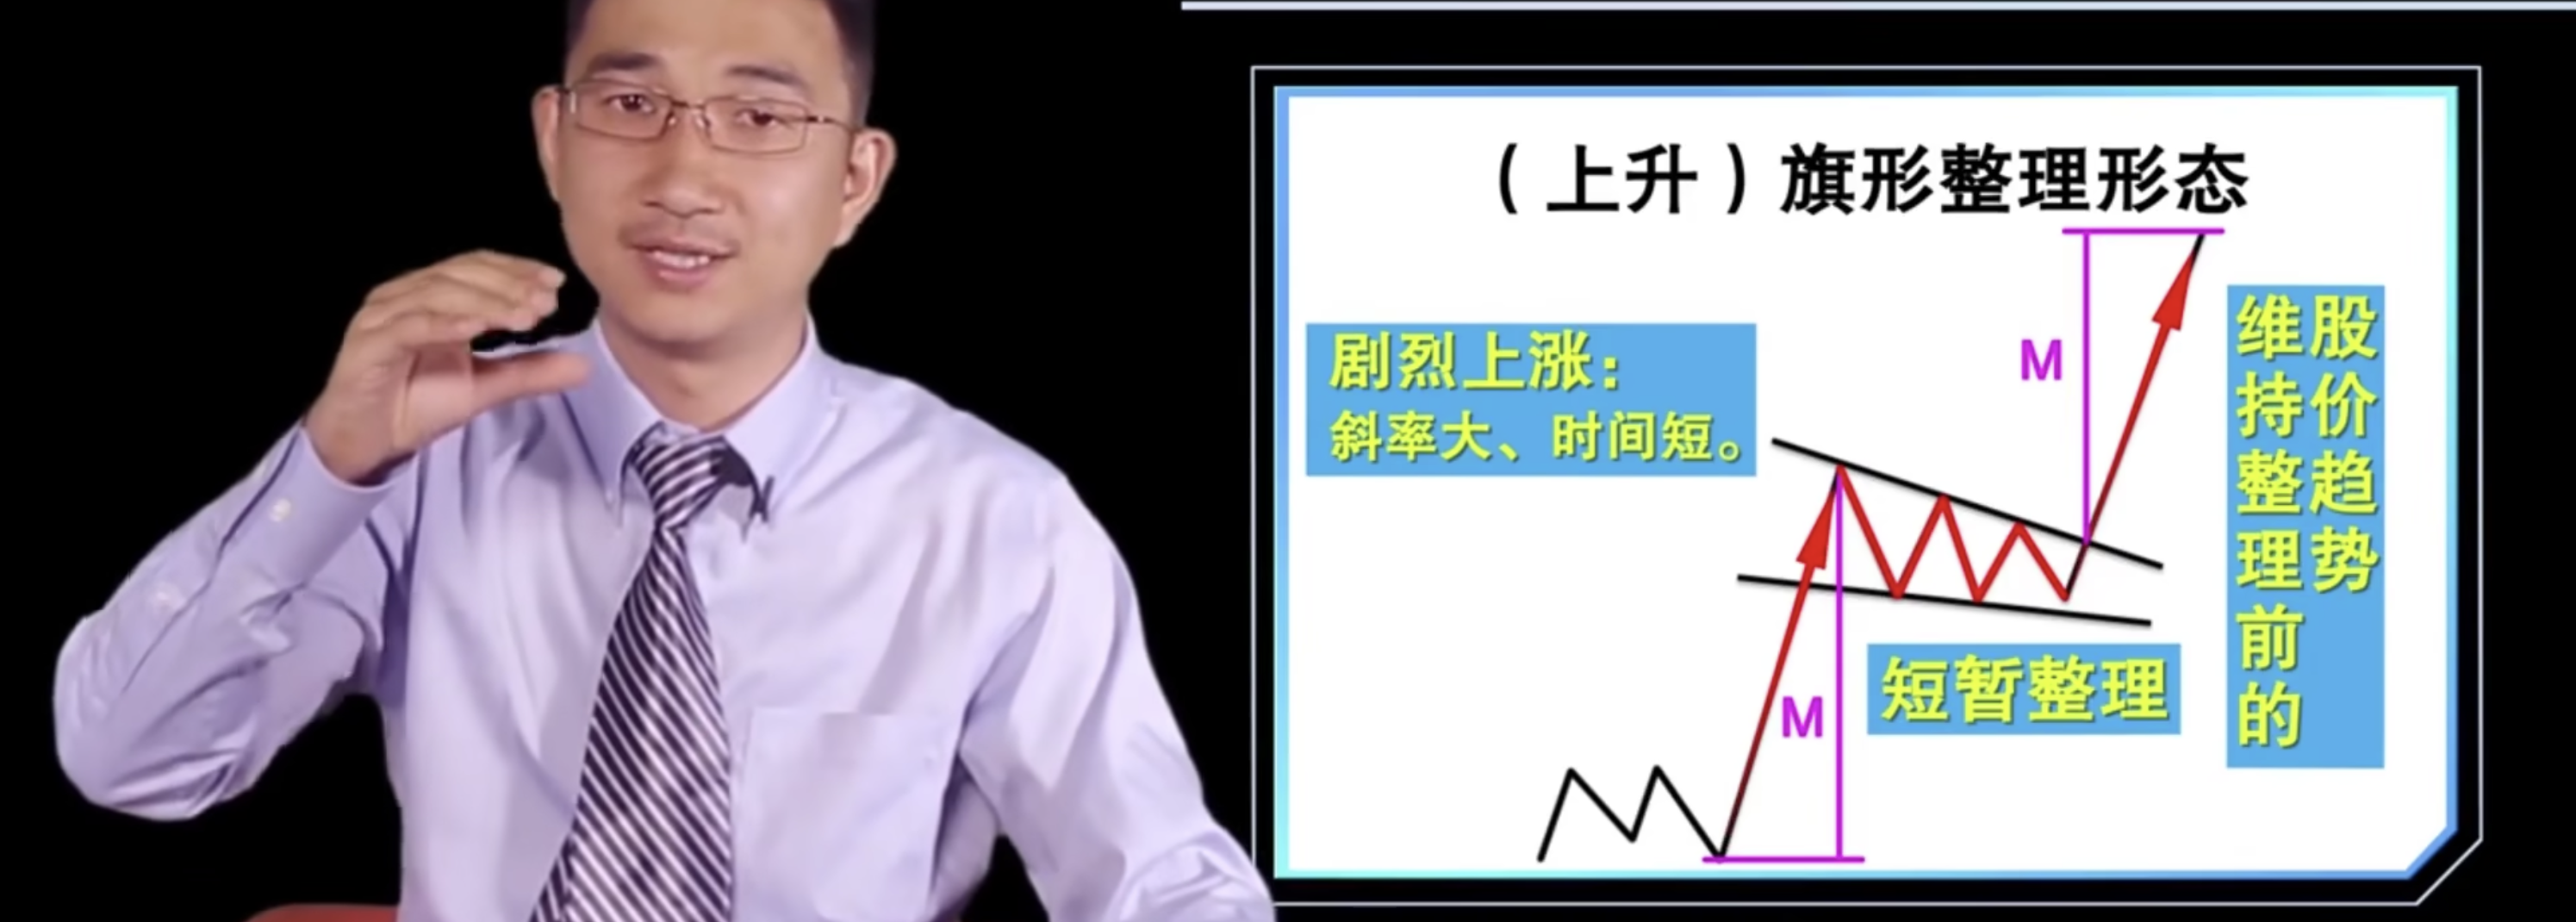 （上升）旗形整理形态
剧烈上涨：
斜率大、时间短。
M
M
短暂整理
股价趋势
维持整理前的